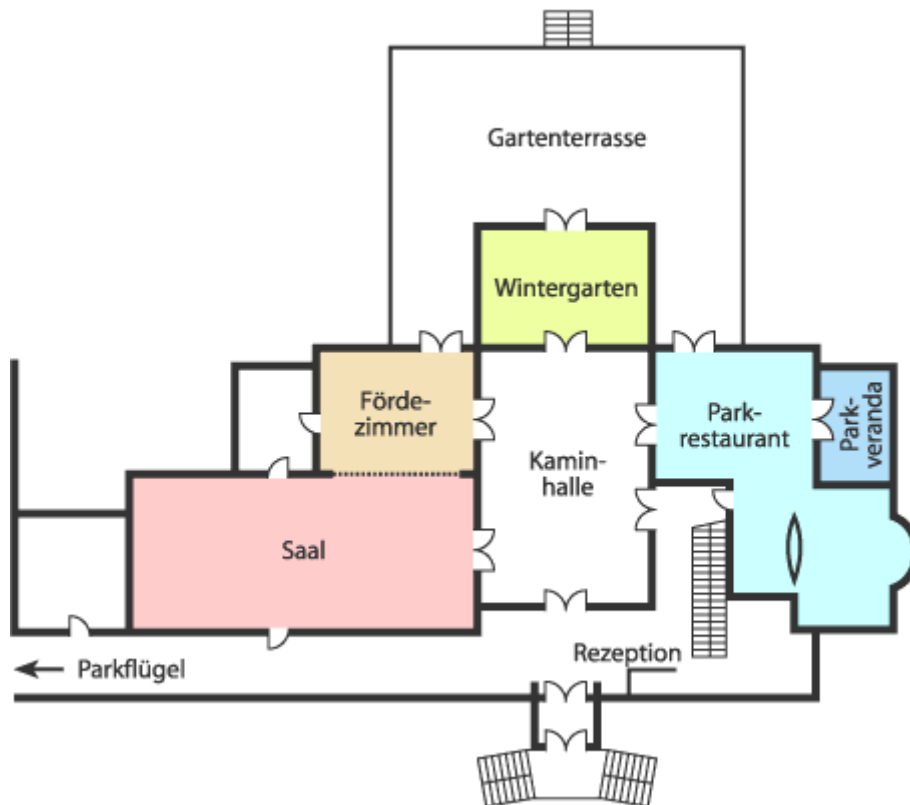 Gartenterrasse
Wintergarten
Förde-
zimmer
Park-
restaurant
Park-
veranda
Kamin-
halle
Saal
Rezeption
Parkflügel